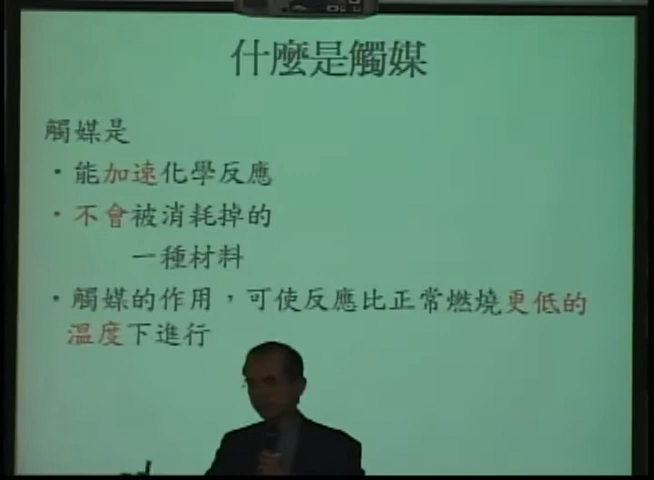 什麼是觸媒
觸媒是
・能加速化學反應
・不會被消耗掉的
一種材料
・觸媒的作用，可使反應比正常燃燒更低的
溫度下進行